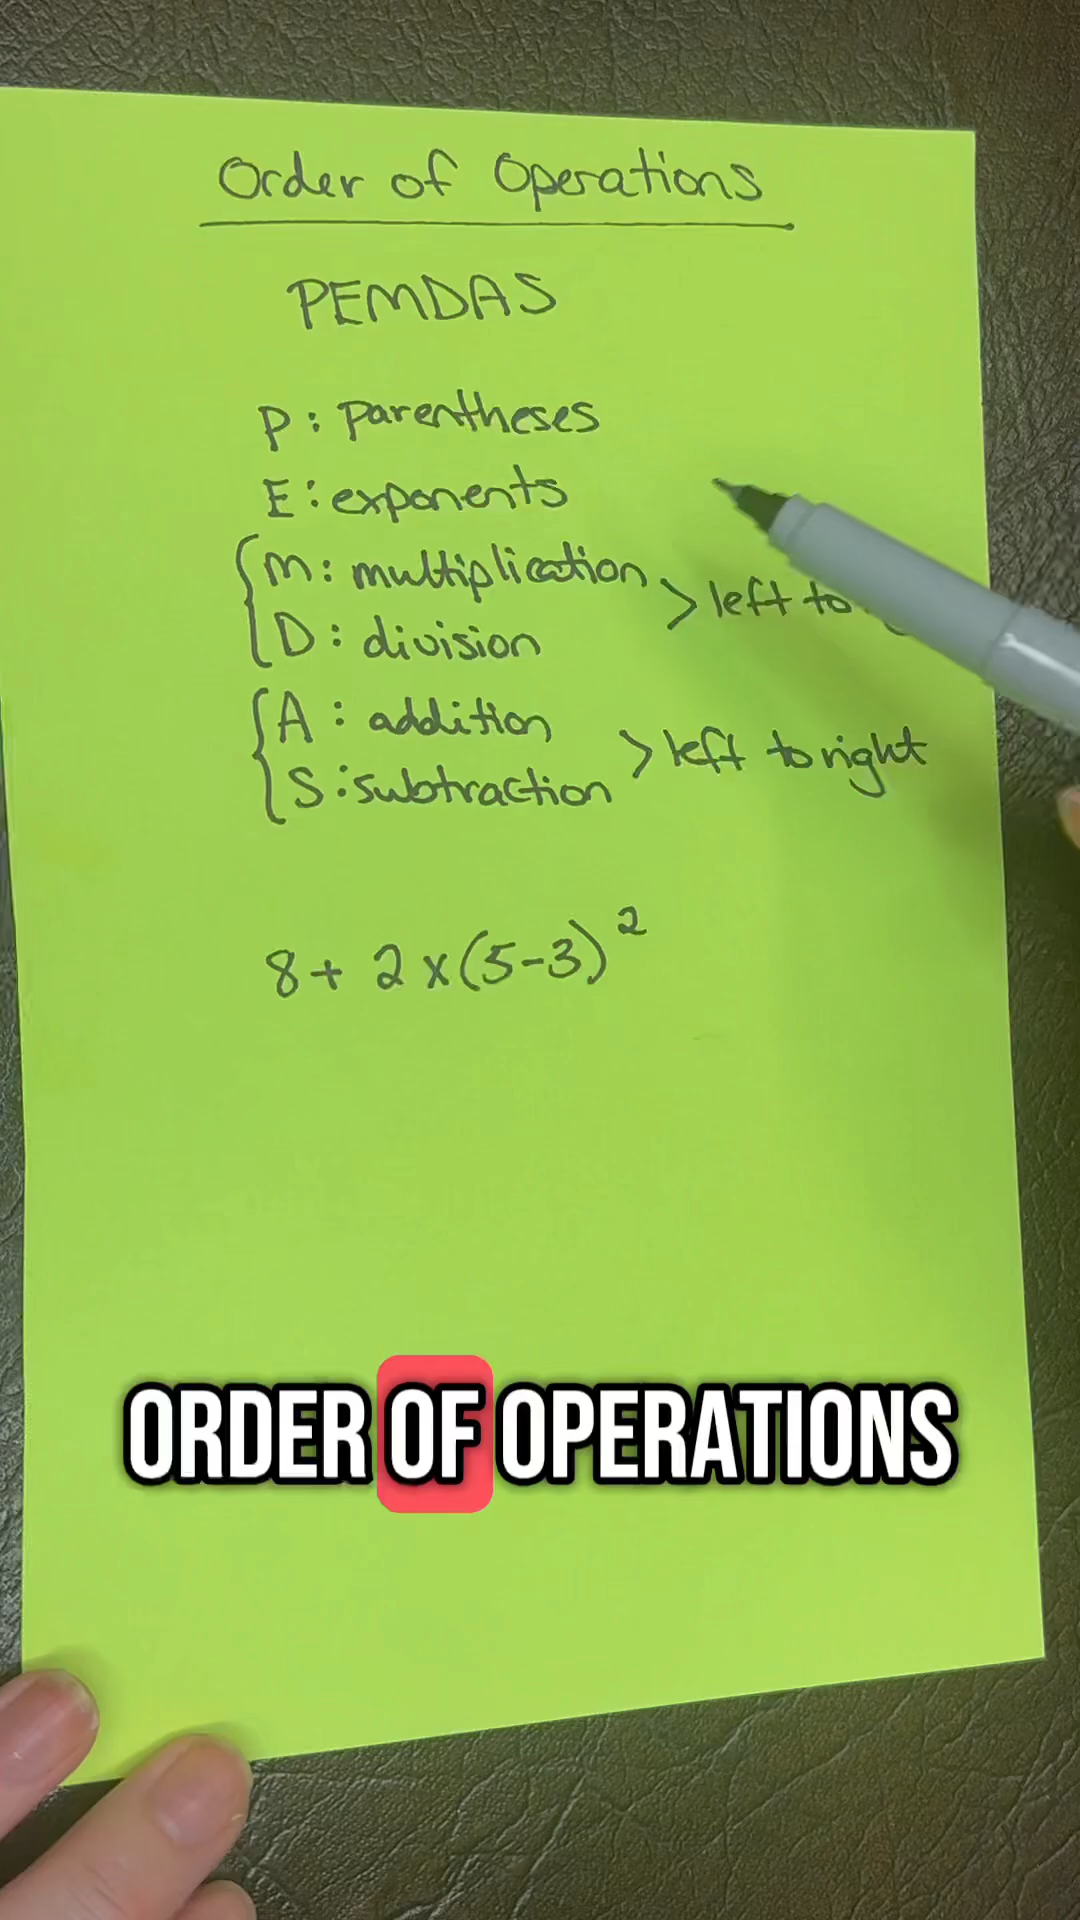 Order of Operations
PEMDAS
P: parentheses
E: exponents
M: multiplication > left to
D: division
A: addition > left to right
S: subtraction
8 + 2 x (5-3)²
ORDER OF OPERATIONS